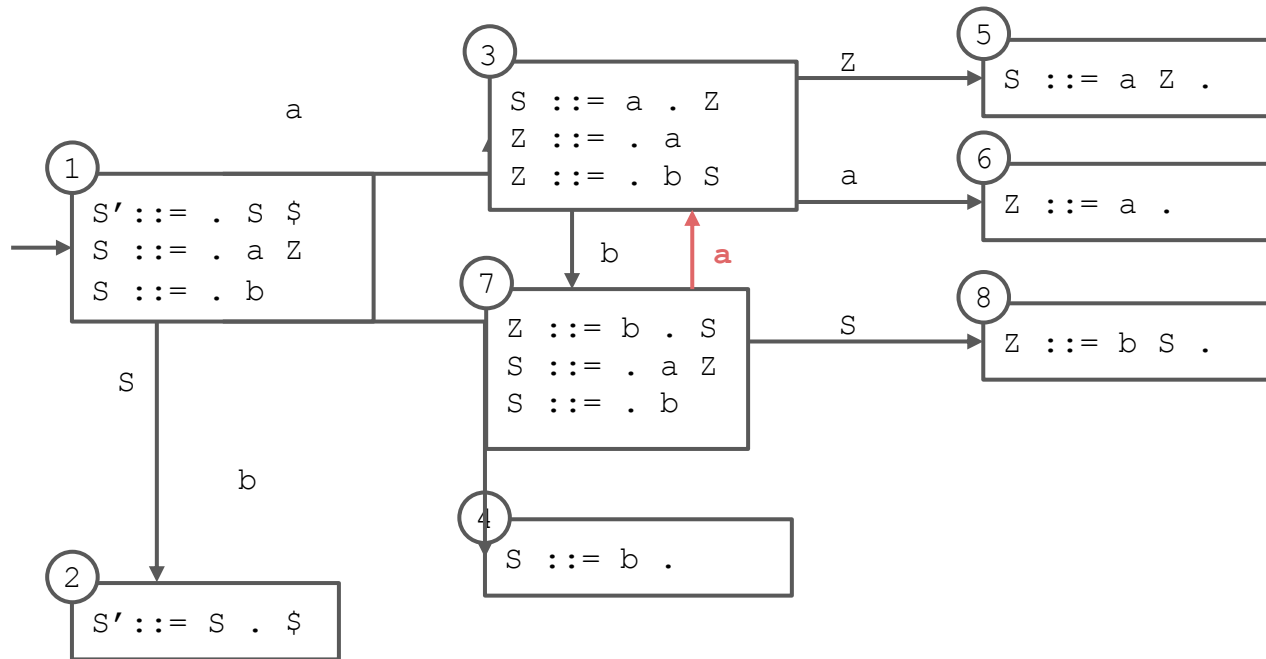 1
S'::= . S $
S ::= . a Z
S ::= . b
a
3
S ::= a . Z
Z ::= . a
Z ::= . b S
Z
5
S ::= a Z .
a
6
Z ::= a .
b
a
7
Z ::= b . S
S ::= . a Z
S ::= . b
S
8
Z ::= b S .
S
b
4
S ::= b .
2
S'::= S . $